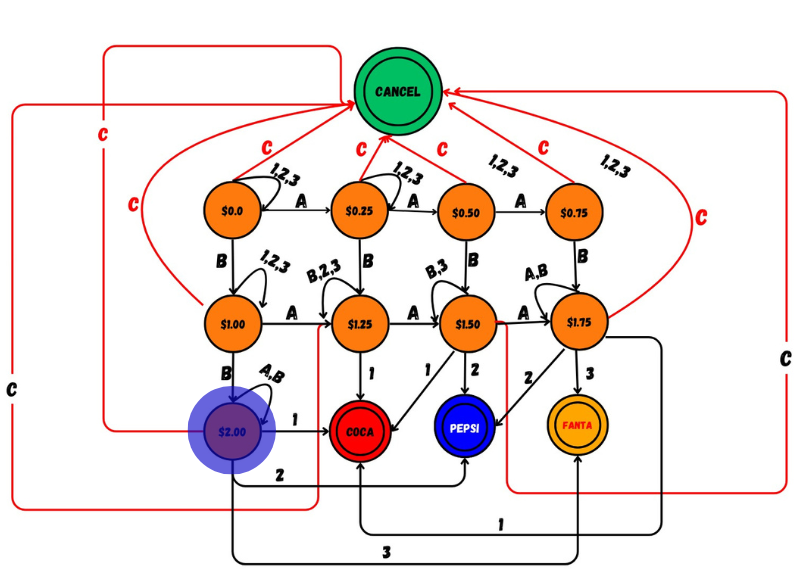 CANCEL
C
C
C
C
C
1,2,3
1,2,3
1,2,3
1,2,3
C
C
$0.0
A
$0.25
A
$0.50
A
$0.75
B
1,2,3
B,2,3
B
B,3
B
A,B
B
$1.00
A
$1.25
A
$1.50
A
$1.75
C
C
B
A,B
1
1
2
2
3
$2.00
1
COCA
PEPSI
FANTA
2
1
3